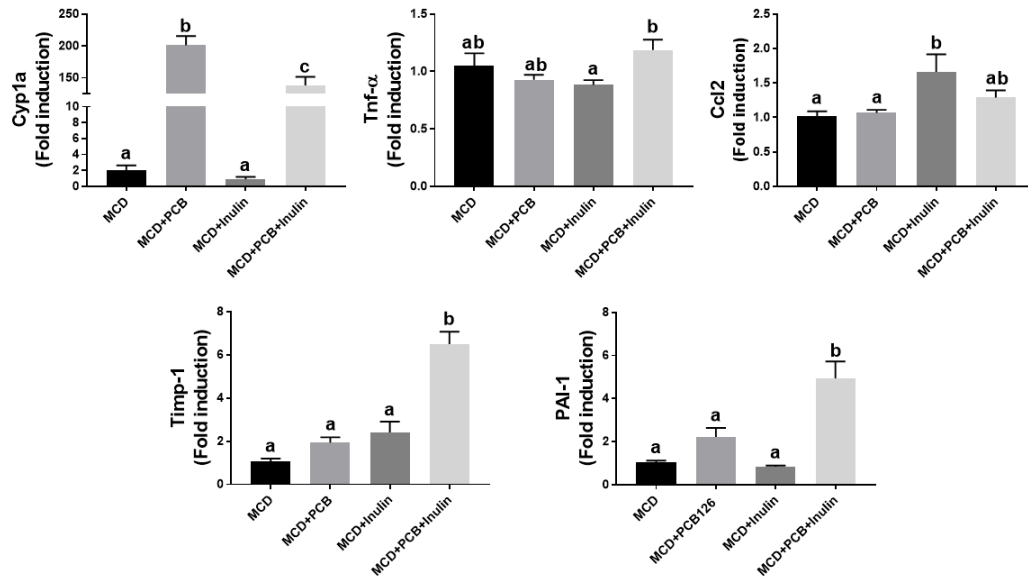 Cyp1a
(Fold induction)
200
150
100
10
8
6
4
2
0
a
b
a
c
MCD
MCD+PCB
MCD+Inulin
MCD+PCB+Inulin
Tnf-α
(Fold induction)
1.5
1.0
0.5
0.0
ab
ab
a
b
MCD
MCD+PCB
MCD+Inulin
MCD+PCB+Inulin
Ccl2
(Fold induction)
2.5
2.0
1.5
1.0
0.5
0.0
a
a
b
ab
MCD
MCD+PCB
MCD+Inulin
MCD+PCB+Inulin
Timp-1
(Fold induction)
8
6
4
2
0
a
a
a
b
MCD
MCD+PCB
MCD+Inulin
MCD+PCB+Inulin
PAI-1
(Fold induction)
8
6
4
2
0
a
a
a
b
MCD
MCD+PCB126
MCD+Inulin
MCD+PCB+Inulin